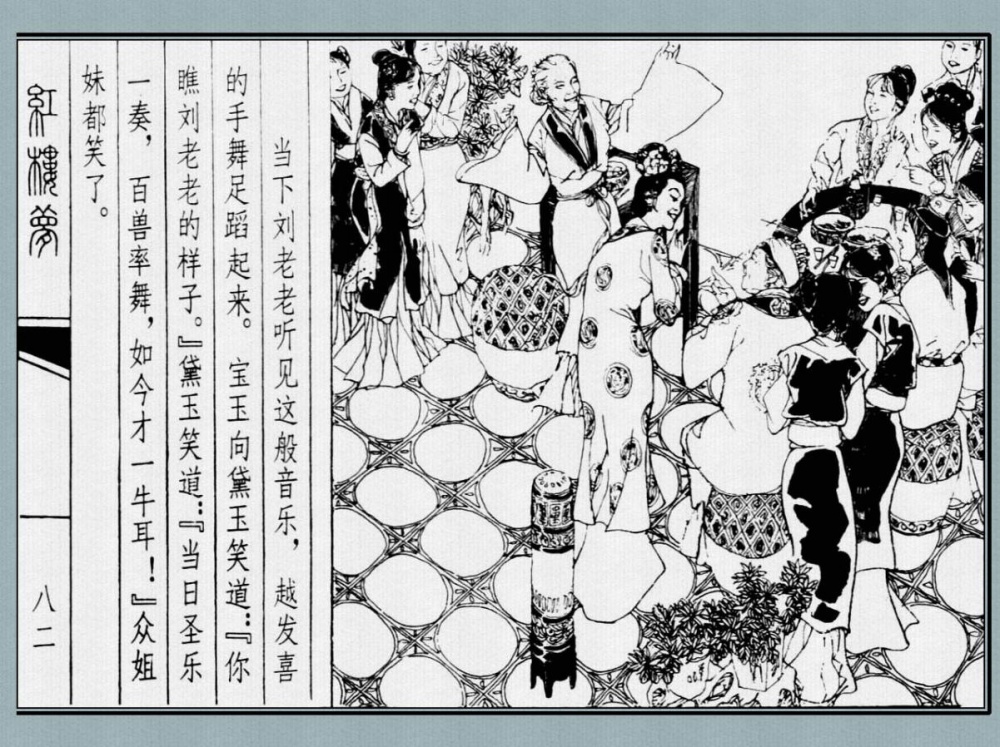 当下刘老老听见这般音乐，越发喜
的手舞足蹈起来。宝玉向黛玉笑道：『你
瞧刘老老的样子。』黛玉笑道：『当日圣乐
一奏，百兽率舞，如今才一牛耳！』众姐
妹都笑了。
紅樓夢
八二